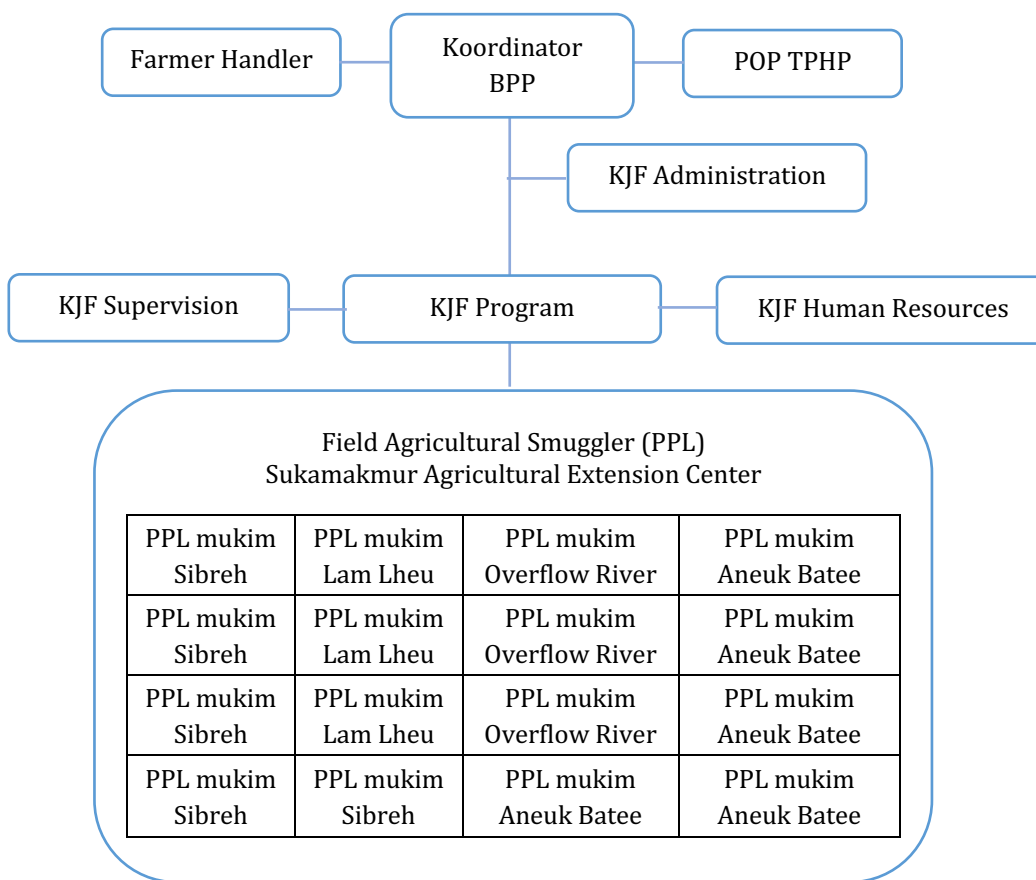 Farmer Handler
Koordinator
BPP
POP TPHP
KJF Administration
KJF Supervision
KJF Program
KJF Human Resources
Field Agricultural Smuggler (PPL)
Sukamakmur Agricultural Extension Center
PPL mukim
Sibreh
PPL mukim
Lam Lheu
PPL mukim
Overflow River
PPL mukim
Aneuk Batee
PPL mukim
Sibreh
PPL mukim
Lam Lheu
PPL mukim
Overflow River
PPL mukim
Aneuk Batee
PPL mukim
Sibreh
PPL mukim
Lam Lheu
PPL mukim
Overflow River
PPL mukim
Aneuk Batee
PPL mukim
Sibreh
PPL mukim
Sibreh
PPL mukim
Aneuk Batee
PPL mukim
Aneuk Batee